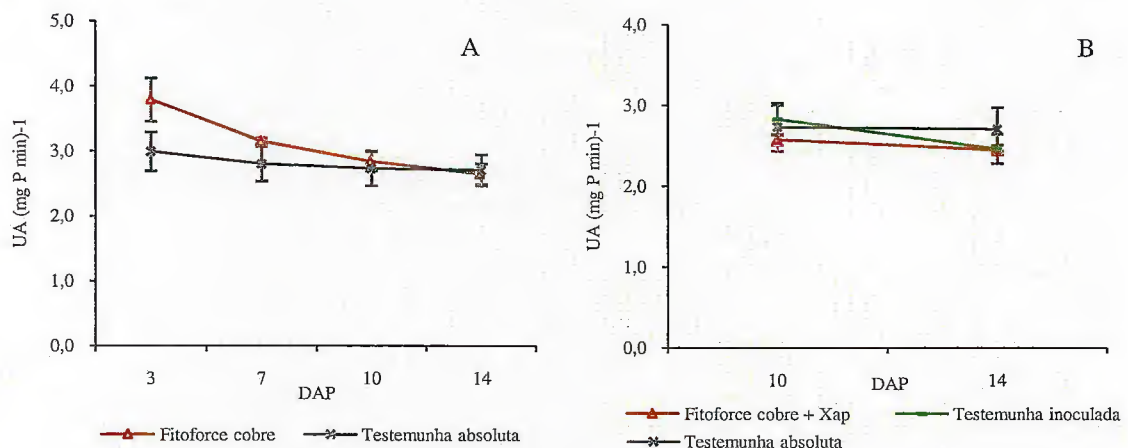 A
UA (mg P min)-1
5,0
4,0
3,0
2,0
1,0
0,0
3 7 10 14
DAP
Fitoforce cobre Testemunha absoluta
B
UA (mg P min)-1
4,0
3,0
2,0
1,0
0,0
10 14
DAP
Fitoforce cobre + Xap Testemunha inoculada
Testemunha absoluta